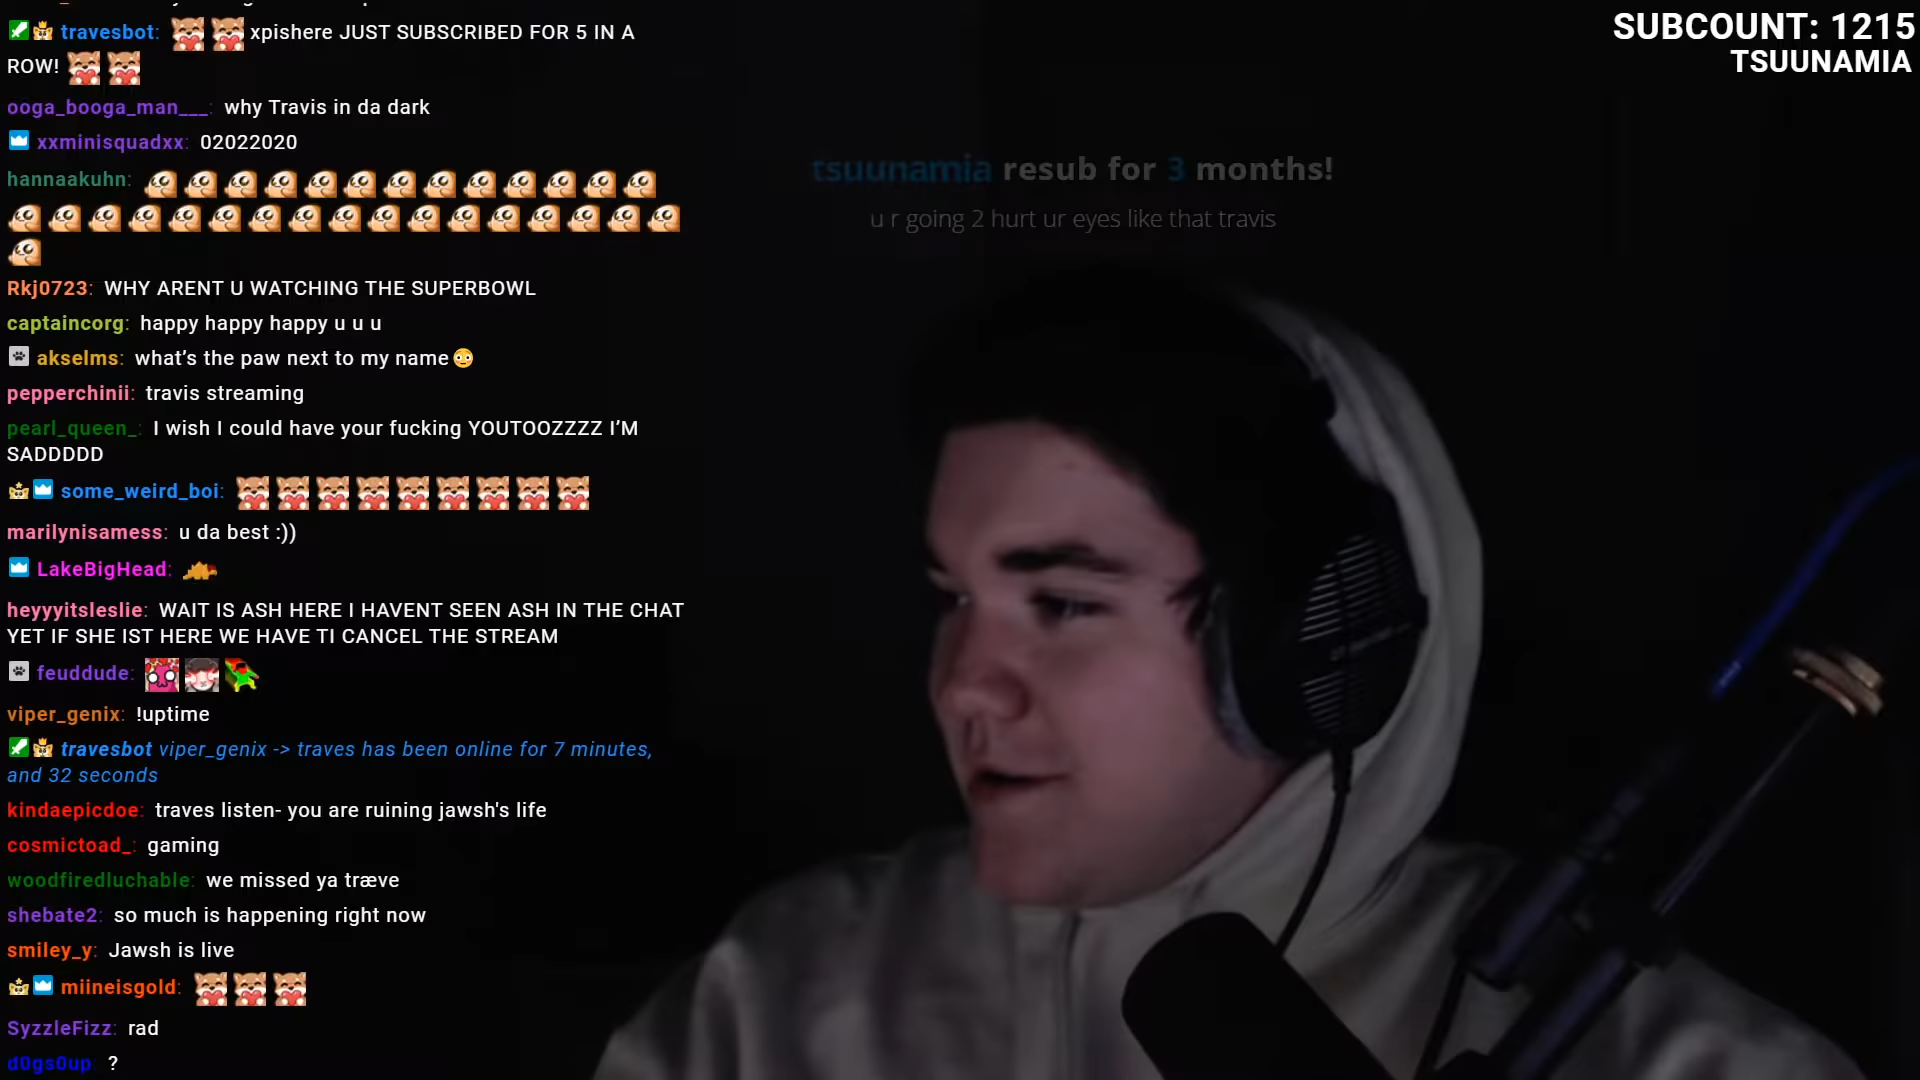 travesbot: xpishere JUST SUBSCRIBED FOR 5 IN A
ROW!
ooga_booga_man___: why Travis in da dark
xxminisquadxx: 02022020
hannaakuhn:
Rkj0723: WHY ARENT U WATCHING THE SUPERBOWL
captaincorg: happy happy happy u u u
akselms: what’s the paw next to my name😳
pepperchinii: travis streaming
pearl_queen_: I wish I could have your fucking YOUTOOZZZZ I’M
SADDDDD
some_weird_boi:
marilynisamess: u da best :))
LakeBigHead:
heyyyitsleslie: WAIT IS ASH HERE I HAVENT SEEN ASH IN THE CHAT
YET IF SHE IST HERE WE HAVE TI CANCEL THE STREAM
feuddude:
viper_genix: !uptime
travesbot viper_genix -> traves has been online for 7 minutes,
and 32 seconds
kindaepicdoe: traves listen- you are ruining jawsh's life
cosmictoad_: gaming
woodfiredluchable: we missed ya træve
shebate2: so much is happening right now
smiley_y: Jawsh is live
miineisgold:
SyzzleFizz: rad
d0gs0up: ?
tsuunamia resub for 3 months!
u r going 2 hurt ur eyes like that travis
SUBCOUNT: 1215
TSUUNAMIA